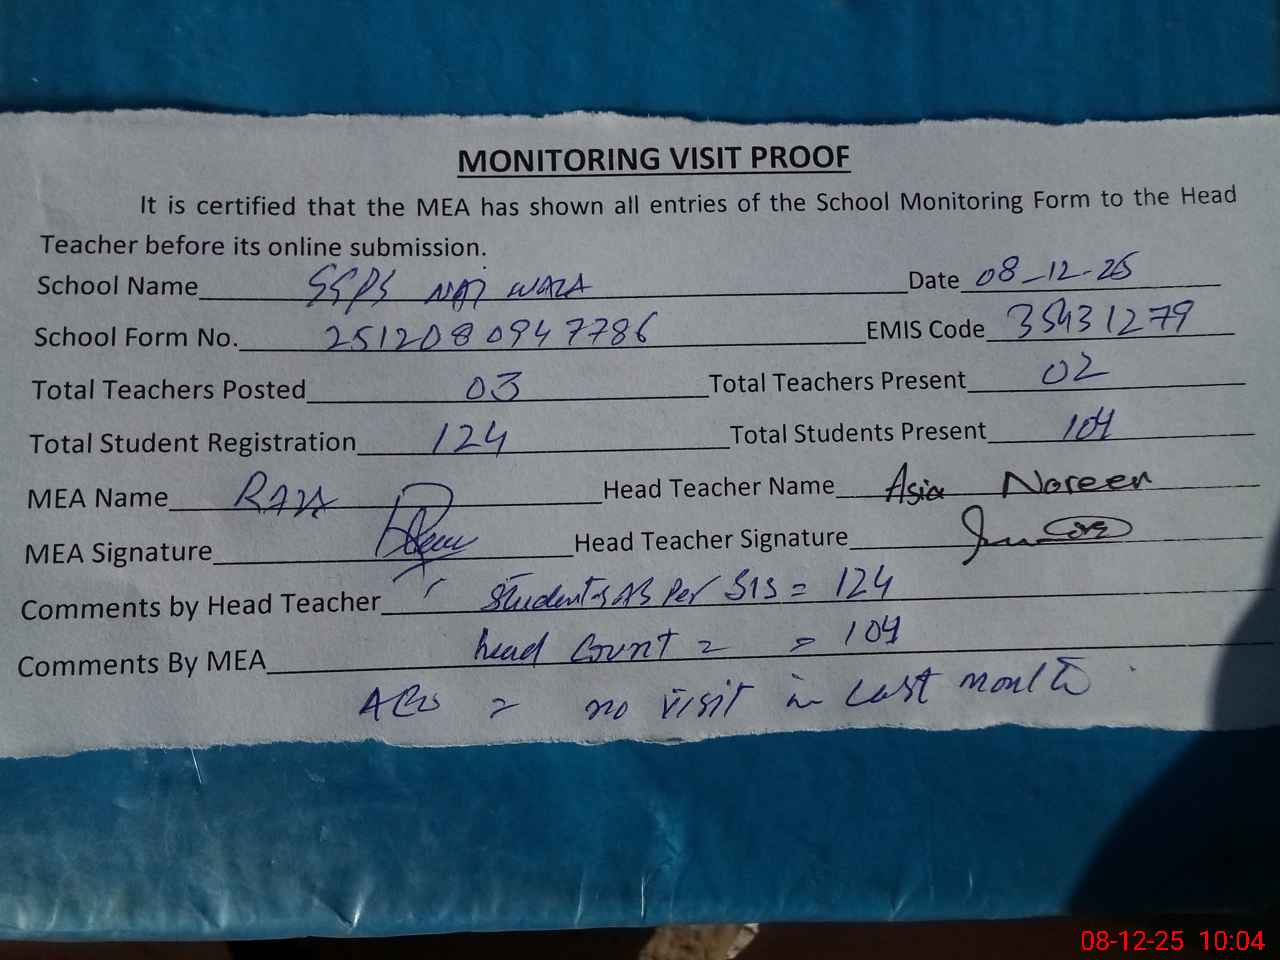 MONITORING VISIT PROOF
It is certified that the MEA has shown all entries of the School Monitoring Form to the Head
Teacher before its online submission.
School Name WALA Date 08-12-25
School Form No. 2512080947786 EMIS Code 35431279
Total Teachers Posted 03 Total Teachers Present 02
Total Student Registration 124 Total Students Present 104
MEA Name RAZA Head Teacher Name Asia Noreen
MEA Signature Head Teacher Signature
Comments by Head Teacher Students AS Per SIS = 124
Comments By MEA head count = = 104
= no visit in last month
08-12-25 10:04